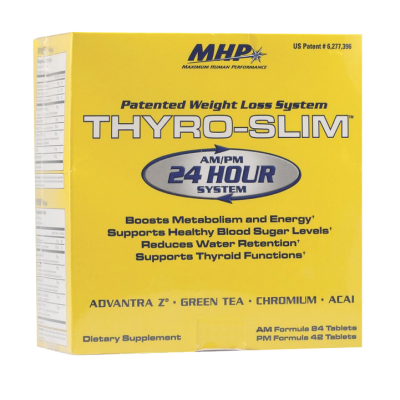 MHP
MAXIMUM HUMAN PERFORMANCE
US Patent # 6,277,396
Patented Weight Loss System
THYRO-SLIM™
AM/PM
24 HOUR
SYSTEM
Boosts Metabolism and Energy†
Supports Healthy Blood Sugar Levels†
Reduces Water Retention†
Supports Thyroid Functions†
ADVANTRA Z® • GREEN TEA • CHROMIUM • ACAI
Dietary Supplement
AM Formula 84 Tablets
PM Formula 42 Tablets